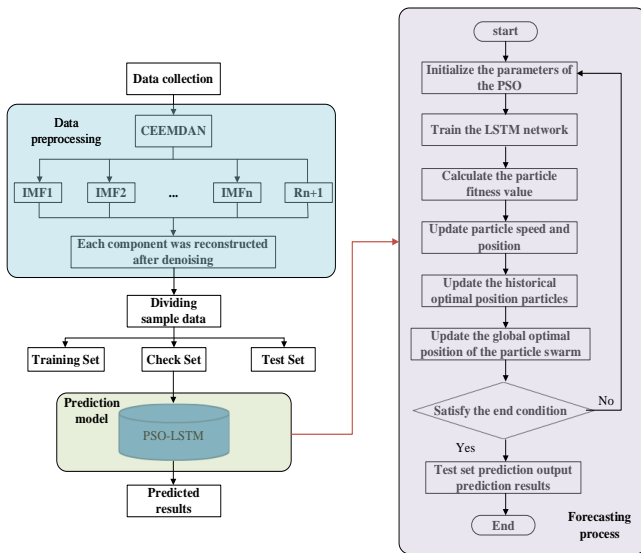 Data collection
Data
preprocessing
CEEMDAN
IMF1
IMF2
...
IMFn
Rn+1
Each component was reconstructed
after denoising
Dividing
sample data
Training Set
Check Set
Test Set
Prediction
model
PSO-LSTM
Predicted
results
start
Initialize the parameters of
the PSO
Train the LSTM network
Calculate the particle
fitness value
Update particle speed and
position
Update the historical
optimal position particles
Update the global optimal
position of the particle swarm
Satisfy the end condition
No
Yes
Test set prediction output
prediction results
End
Forecasting
process